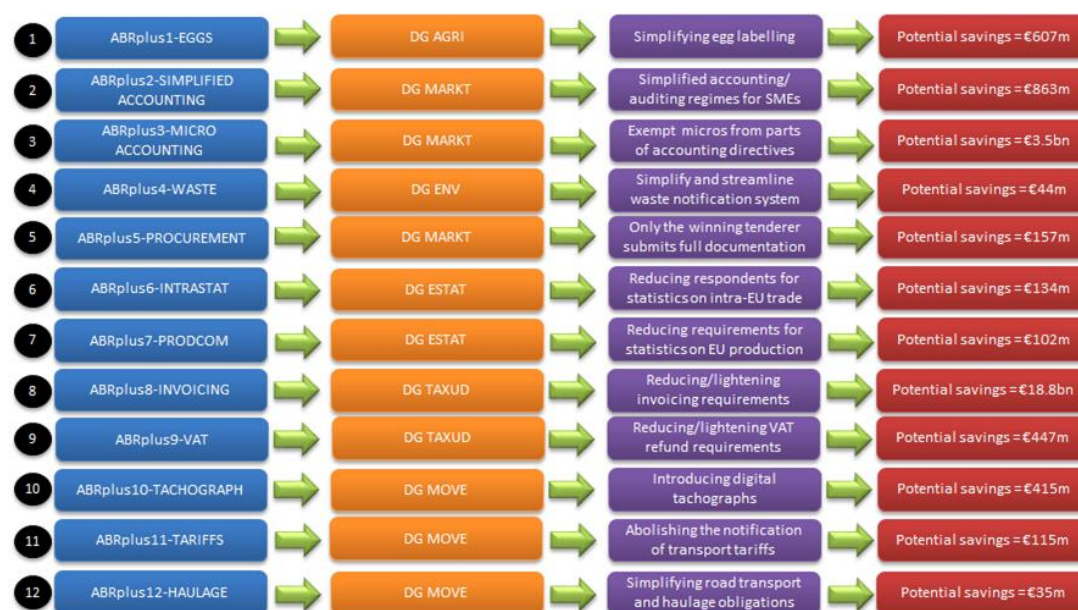 1 ABRplus1-EGGS DG AGRI Simplifying egg labelling Potential savings = €607m
2 ABRplus2-SIMPLIFIED
ACCOUNTING DG MARKT Simplified accounting/
auditing regimes for SMEs Potential savings = €863m
3 ABRplus3-MICRO
ACCOUNTING DG MARKT Exempt micros from parts
of accounting directives Potential savings = €3.5bn
4 ABRplus4-WASTE DG ENV Simplify and streamline
waste notification system Potential savings = €44m
5 ABRplus5-PROCUREMENT DG MARKT Only the winning tenderer
submits full documentation Potential savings = €157m
6 ABRplus6-INTRASTAT DG ESTAT Reducing respondents for
statistics on intra-EU trade Potential savings = €134m
7 ABRplus7-PRODCOM DG ESTAT Reducing requirements for
statistics on EU production Potential savings = €102m
8 ABRplus8-INVOICING DG TAXUD Reducing/lightening
invoicing requirements Potential savings = €18.8bn
9 ABRplus9-VAT DG TAXUD Reducing/lightening VAT
refund requirements Potential savings = €447m
10 ABRplus10-TACHOGRAPH DG MOVE Introducing digital
tachographs Potential savings = €415m
11 ABRplus11-TARIFFS DG MOVE Abolishing the notification
of transport tariffs Potential savings = €115m
12 ABRplus12-HAULAGE DG MOVE Simplifying road transport
and haulage obligations Potential savings = €35m